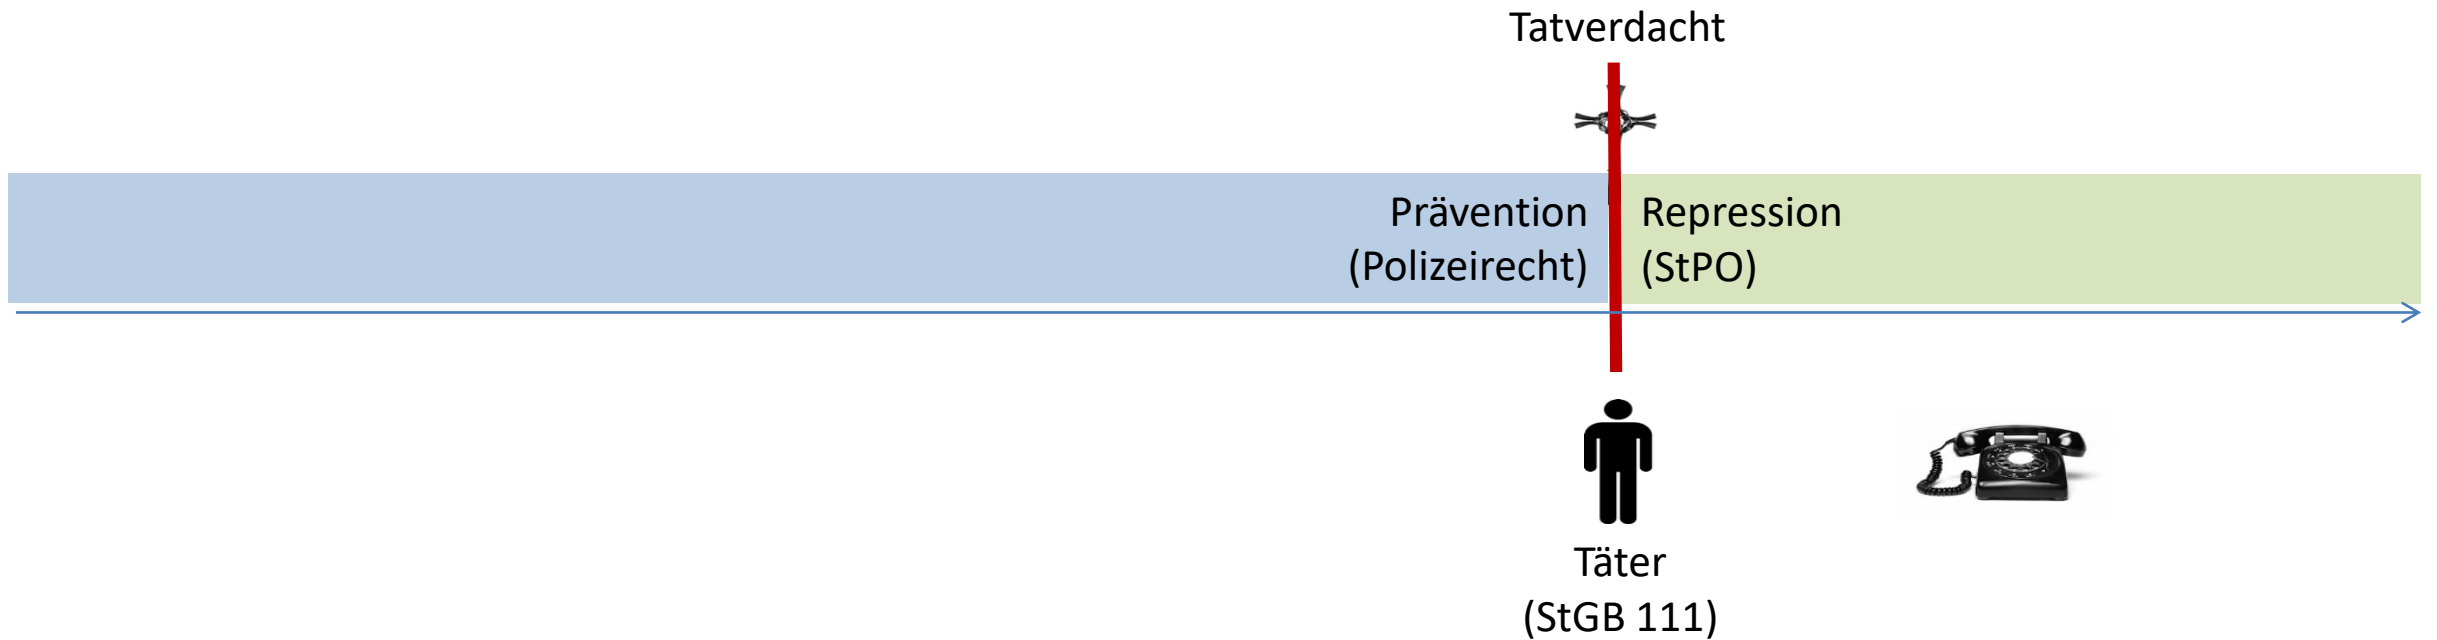 Tatverdacht
Prävention
(Polizeirecht)
Repression
(StPO)
Täter
(StGB 111)